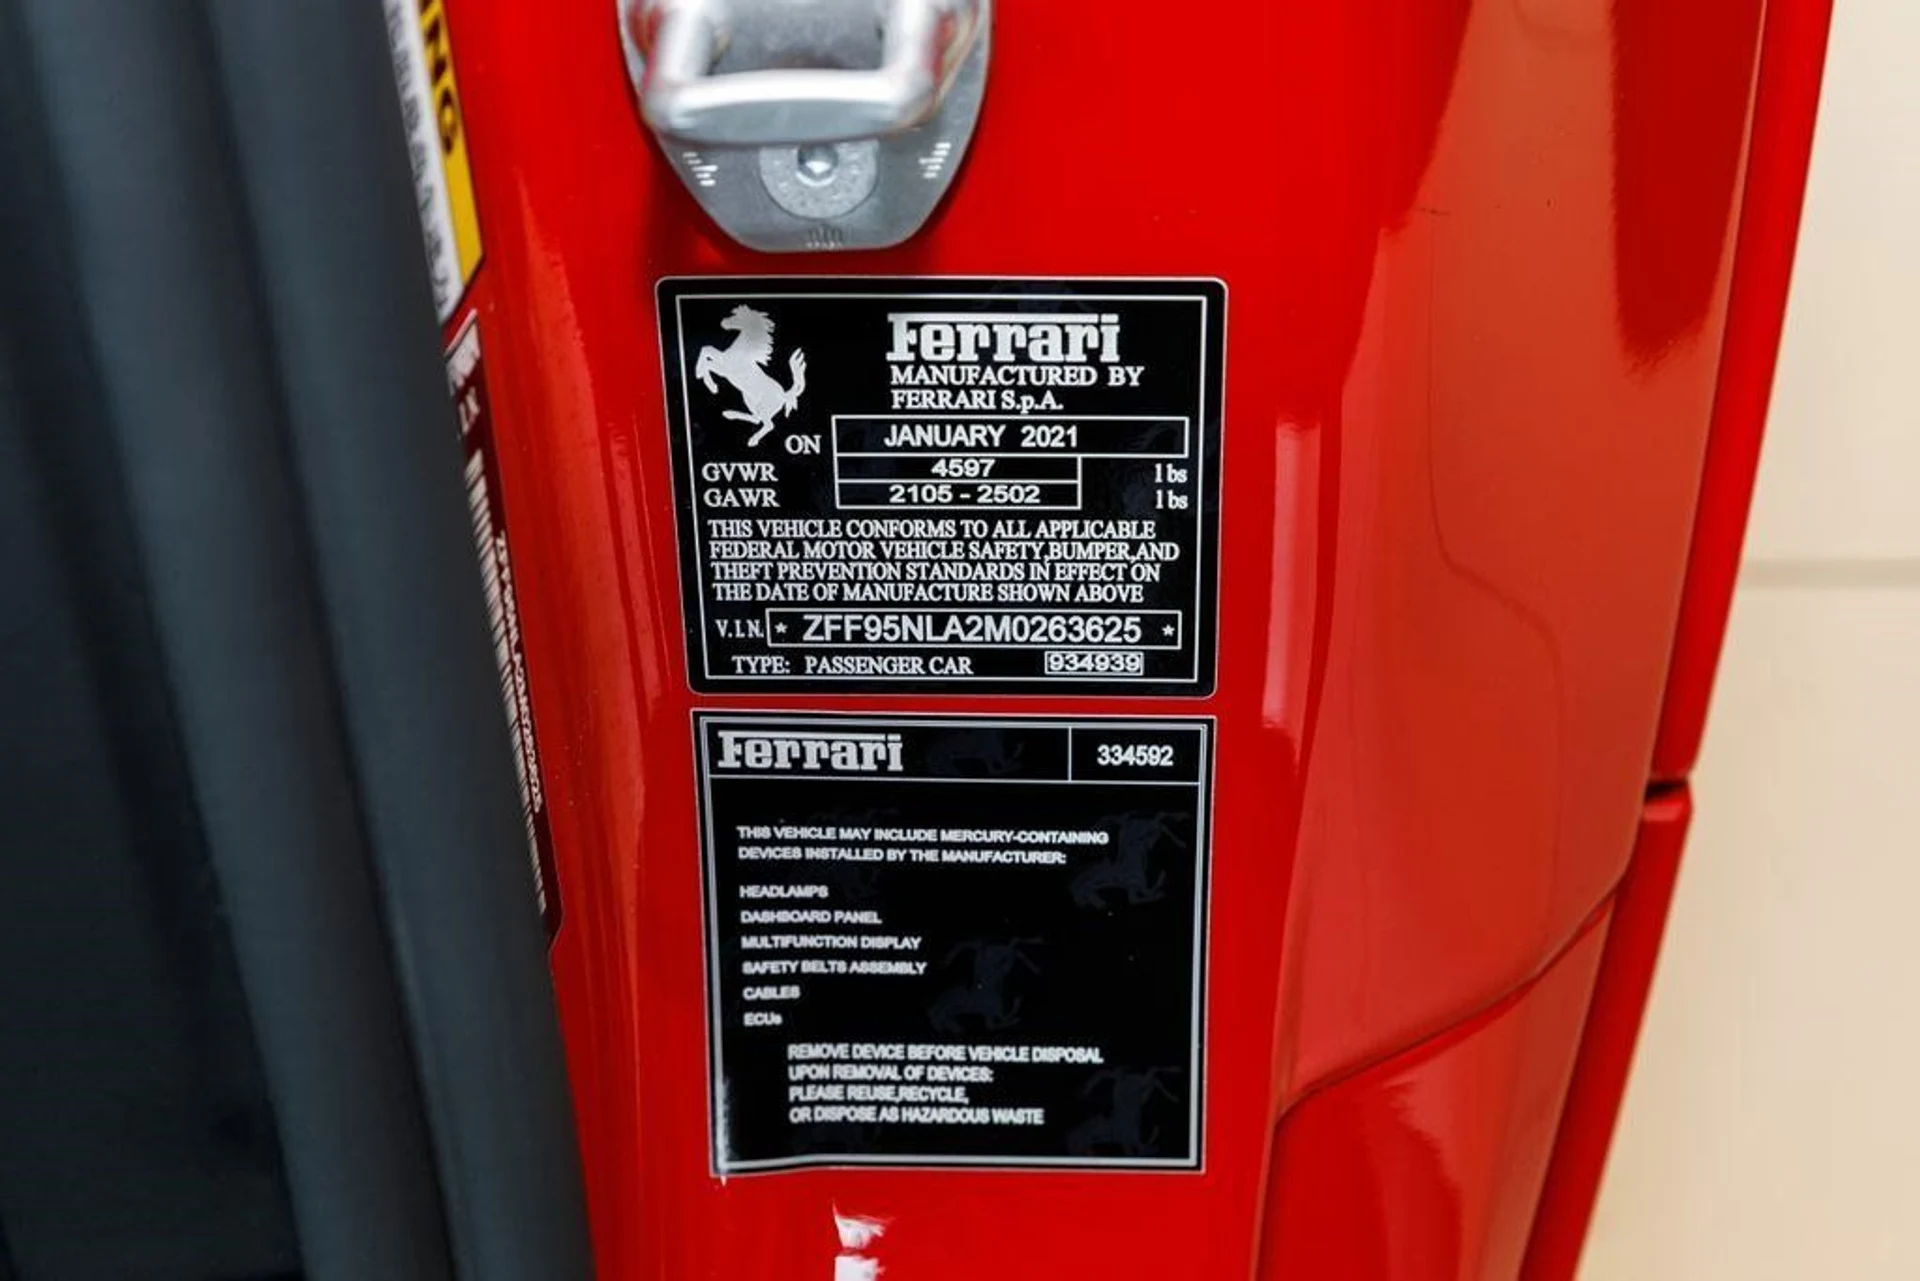 ING
Ferrari
MANUFACTURED BY
FERRARI S.p.A.
ON JANUARY 2021
GVWR 4597 lbs
GAWR 2105 - 2502 lbs
THIS VEHICLE CONFORMS TO ALL APPLICABLE
FEDERAL MOTOR VEHICLE SAFETY,BUMPER,AND
THEFT PREVENTION STANDARDS IN EFFECT ON
THE DATE OF MANUFACTURE SHOWN ABOVE
V.I.N. * ZFF95NLA2M0263625 *
TYPE: PASSENGER CAR 934939
Ferrari 334592
THIS VEHICLE MAY INCLUDE MERCURY-CONTAINING
DEVICES INSTALLED BY THE MANUFACTURER:
HEADLAMPS
DASHBOARD PANEL
MULTIFUNCTION DISPLAY
SAFETY BELTS ASSEMBLY
CABLES
ECUs
REMOVE DEVICE BEFORE VEHICLE DISPOSAL
UPON REMOVAL OF DEVICES:
PLEASE REUSE,RECYCLE,
OR DISPOSE AS HAZARDOUS WASTE